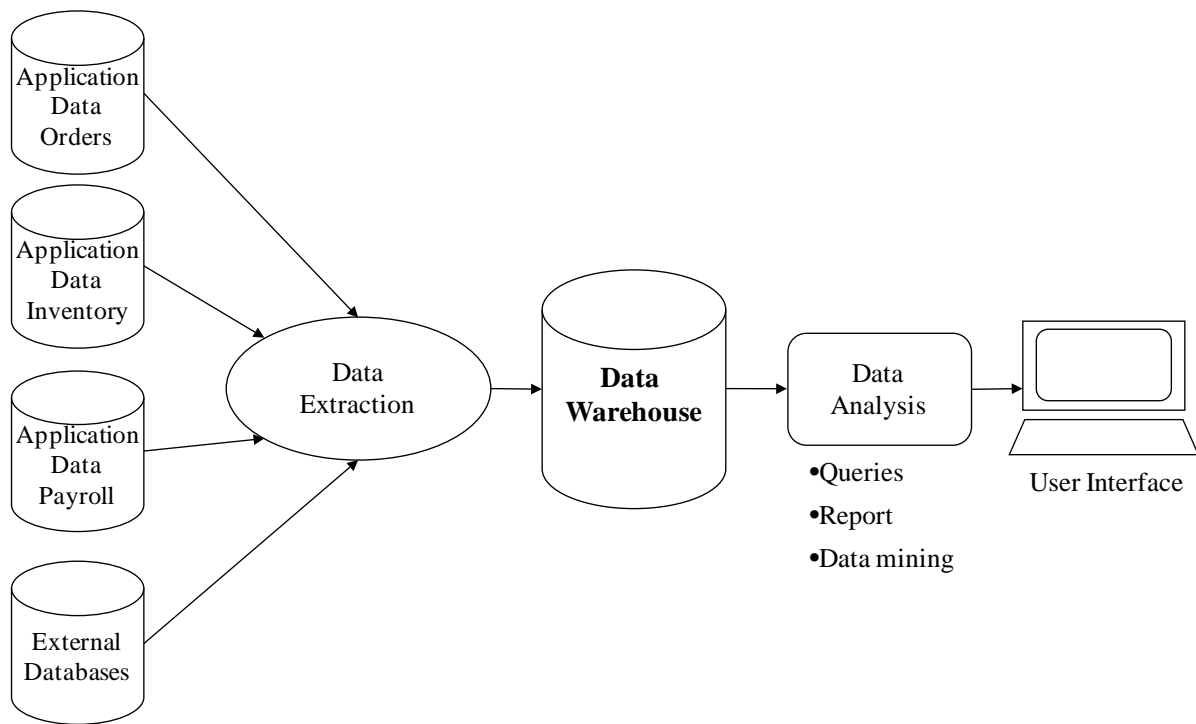 Application
Data
Orders
Application
Data
Inventory
Application
Data
Payroll
External
Databases
Data
Extraction
Data
Warehouse
Data
Analysis
•Queries
•Report
•Data mining
User Interface